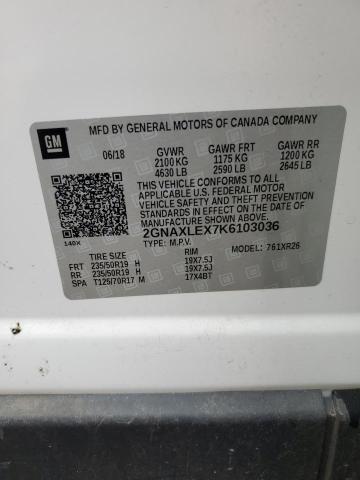 GM
MFD BY GENERAL MOTORS OF CANADA COMPANY
06/18 GVWR GAWR FRT GAWR RR
2100 KG 1175 KG 1200 KG
4630 LB 2590 LB 2645 LB
THIS VEHICLE CONFORMS TO ALL
APPLICABLE U.S. FEDERAL MOTOR
VEHICLE SAFETY AND THEFT
PREVENTION STANDARDS IN EFFECT ON
THE DATE OF MANUFACTURE SHOWN ABOVE.
2GNAXLEX7K6103036
140X TYPE: M.P.V. MODEL: 761XR26
TIRE SIZE RIM
FRT 235/50R19 H 19X7.5J
RR 235/50R19 H 19X7.5J
SPA T125/70R17 M 17X4BT